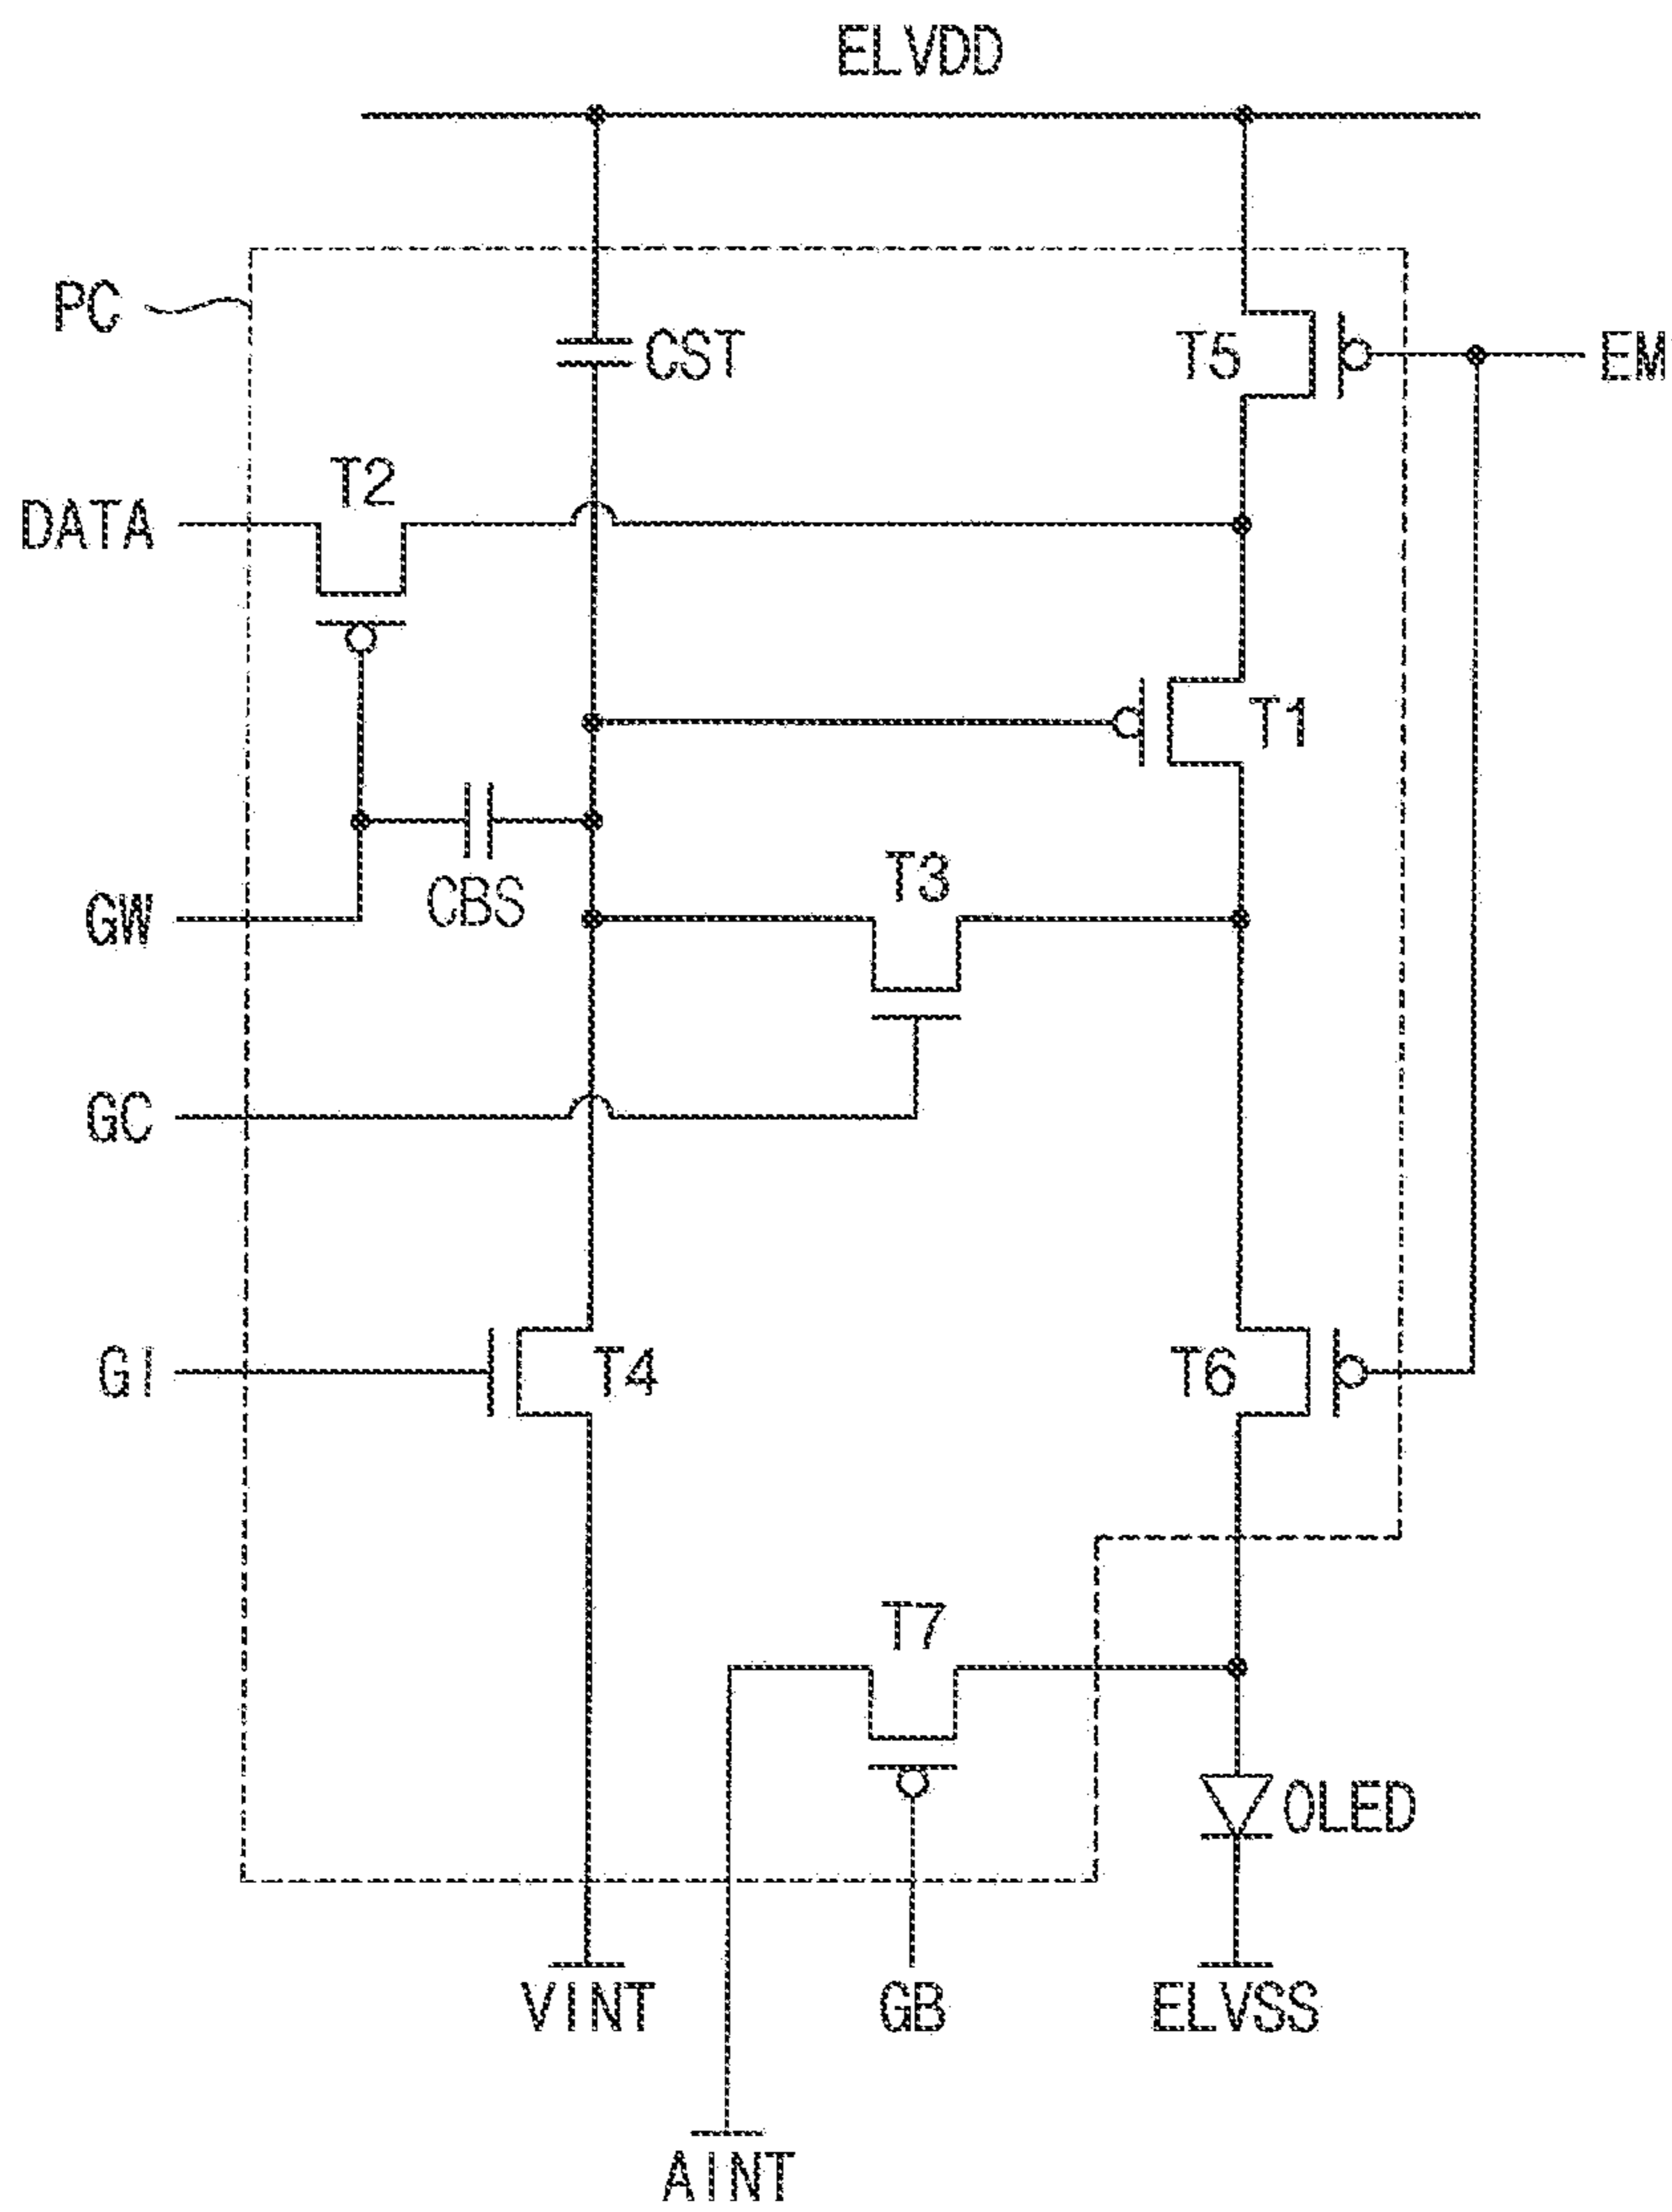 ELVDD
PC
CST
T5
EM
T2
DATA
T1
T3
CBS
GW
GC
GI
T4
T6
T7
OLED
VINT
GB
ELVSS
AINT